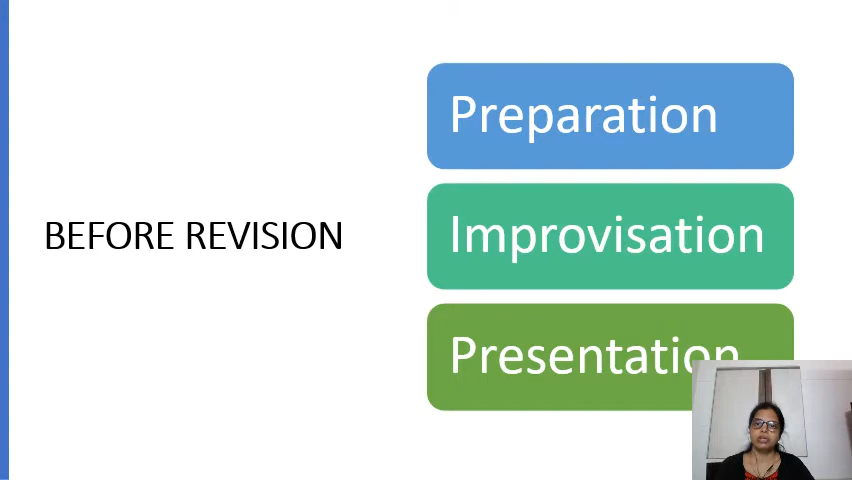 BEFORE REVISION
Preparation
Improvisation
Presentation